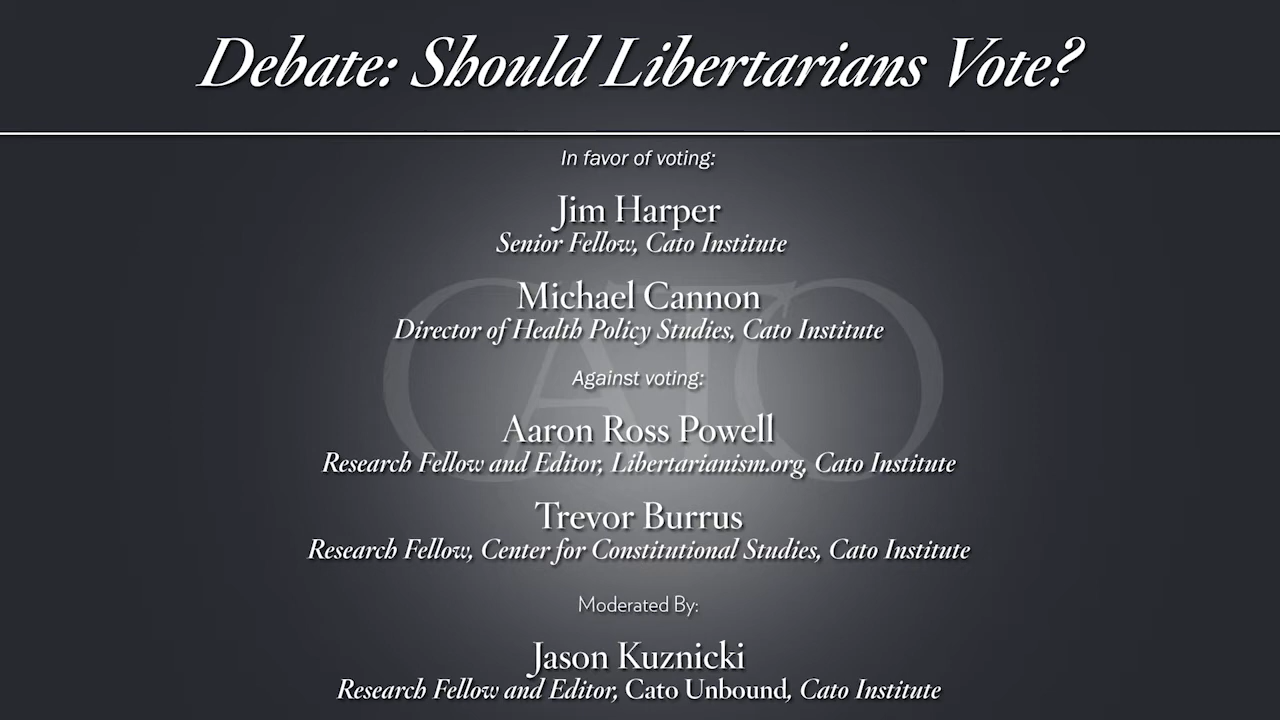 Debate: Should Libertarians Vote?
In favor of voting:
Jim Harper
Senior Fellow, Cato Institute
Michael Cannon
Director of Health Policy Studies, Cato Institute
CATO
Against voting:
Aaron Ross Powell
Research Fellow and Editor, Libertarianism.org, Cato Institute
Trevor Burrus
Research Fellow, Center for Constitutional Studies, Cato Institute
Moderated By:
Jason Kuznicki
Research Fellow and Editor, Cato Unbound, Cato Institute